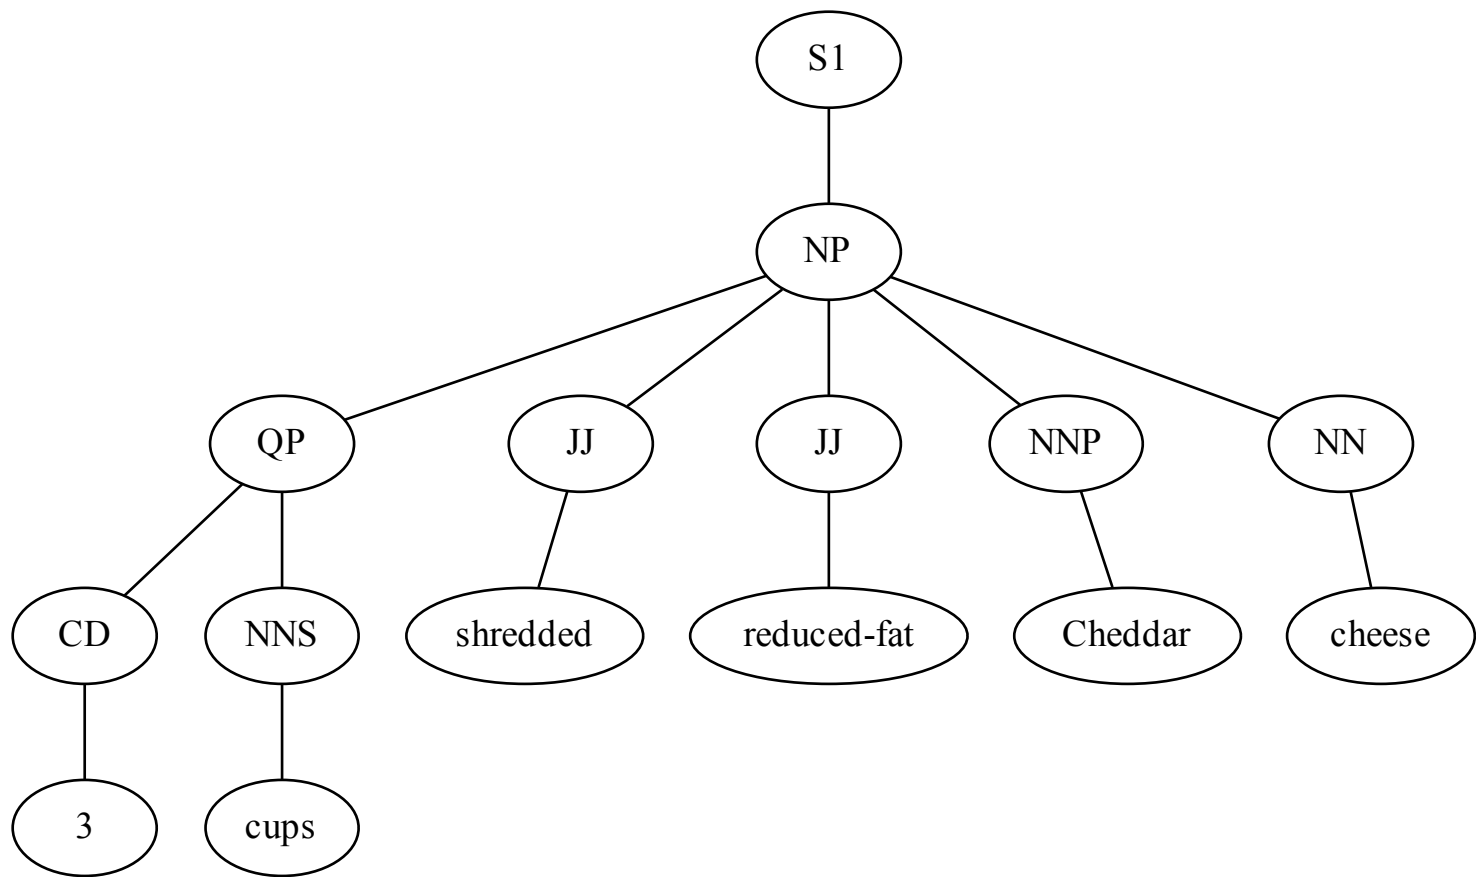 S1
NP
QP JJ JJ NNP NN
CD NNS shredded reduced-fat Cheddar cheese
3 cups